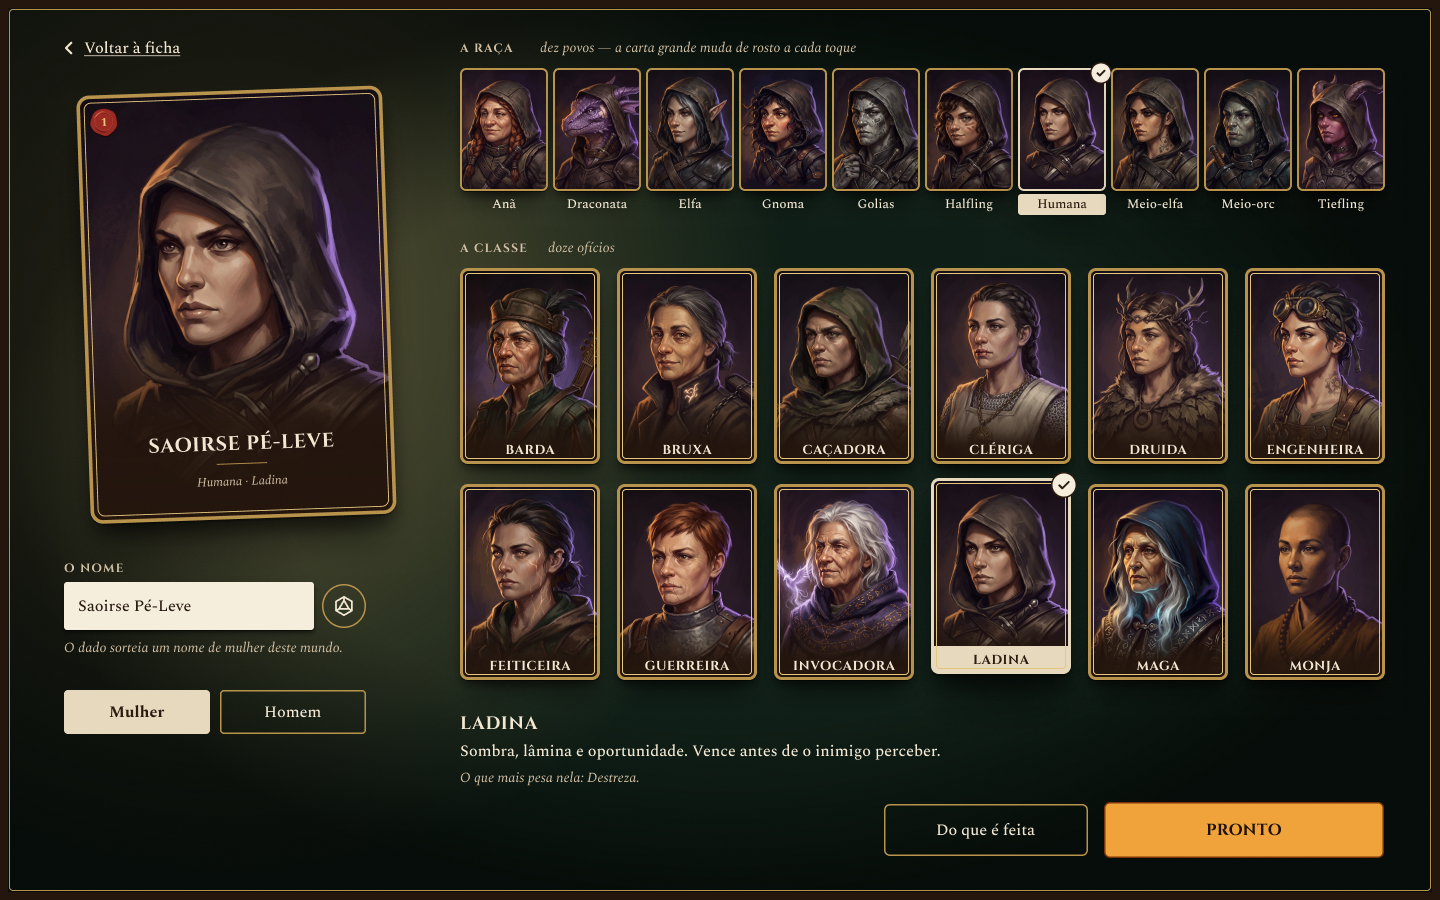 Voltar à ficha
1
SAOIRSE PÉ-LEVE
Humana · Ladina
O NOME
Saoirse Pé-Leve
O dado sorteia um nome de mulher deste mundo.
Mulher
Homem
A RAÇA
dez povos — a carta grande muda de rosto a cada toque
Anã
Draconata
Elfa
Gnoma
Golias
Halfling
Humana
Meio-elfa
Meio-orc
Tiefling
A CLASSE
doze ofícios
BARDA
BRUXA
CAÇADORA
CLÉRIGA
DRUIDA
ENGENHEIRA
FEITICEIRA
GUERREIRA
INVOCADORA
LADINA
MAGA
MONJA
LADINA
Sombra, lâmina e oportunidade. Vence antes de o inimigo perceber.
O que mais pesa nela: Destreza.
Do que é feita
PRONTO